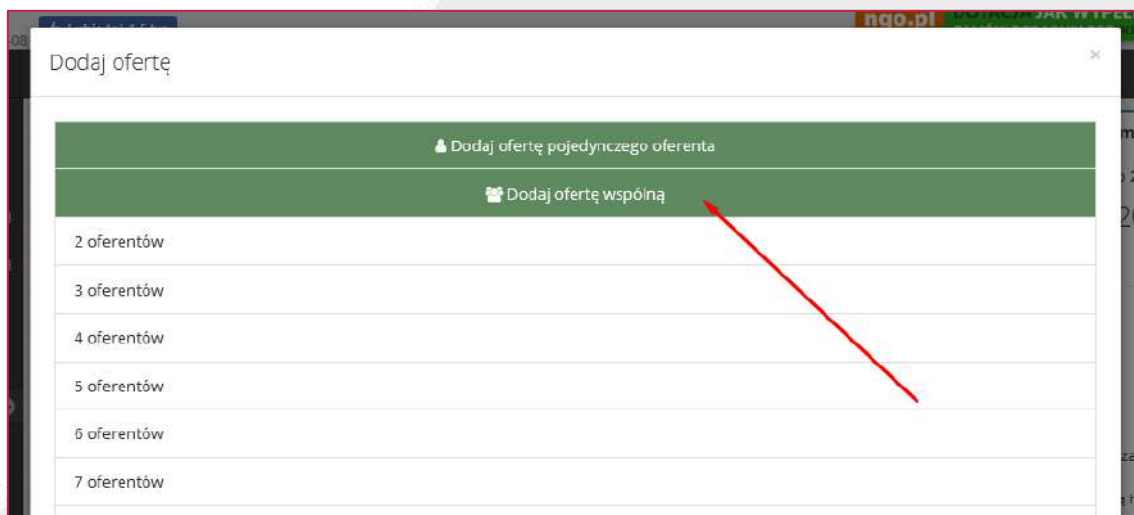 ngo.pl
Dodaj ofertę
×
Dodaj ofertę pojedynczego oferenta
Dodaj ofertę wspólną
2 oferentów
3 oferentów
4 oferentów
5 oferentów
6 oferentów
7 oferentów